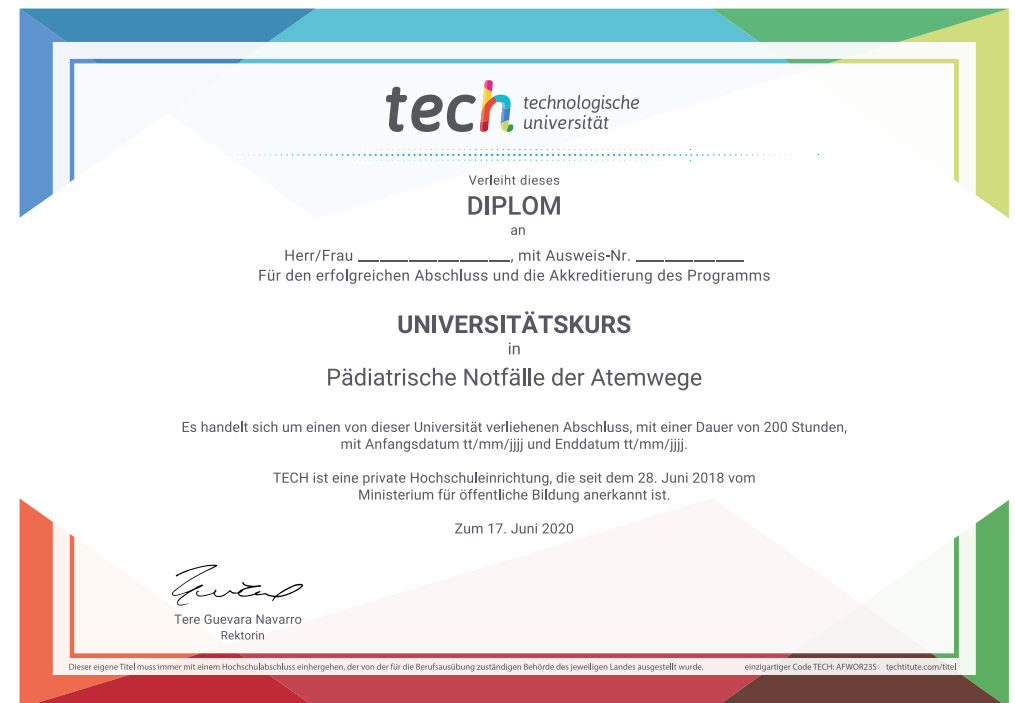 tech technologische
universität
Verleiht dieses
DIPLOM
an
Herr/Frau ________________, mit Ausweis-Nr. ____________
Für den erfolgreichen Abschluss und die Akkreditierung des Programms
UNIVERSITÄTSKURS
in
Pädiatrische Notfälle der Atemwege
Es handelt sich um einen von dieser Universität verliehenen Abschluss, mit einer Dauer von 200 Stunden,
mit Anfangsdatum tt/mm/jjjj und Enddatum tt/mm/jjjj.
TECH ist eine private Hochschuleinrichtung, die seit dem 28. Juni 2018 vom
Ministerium für öffentliche Bildung anerkannt ist.
Zum 17. Juni 2020
Tere Guevara Navarro
Rektorin
Dieser eigene Titel muss immer mit einem Hochschulabschluss einhergehen, der von der für die Berufsausübung zuständigen Behörde des jeweiligen Landes ausgestellt wurde. einzigartiger Code TECH: AFWOR23S techtitute.com/titel